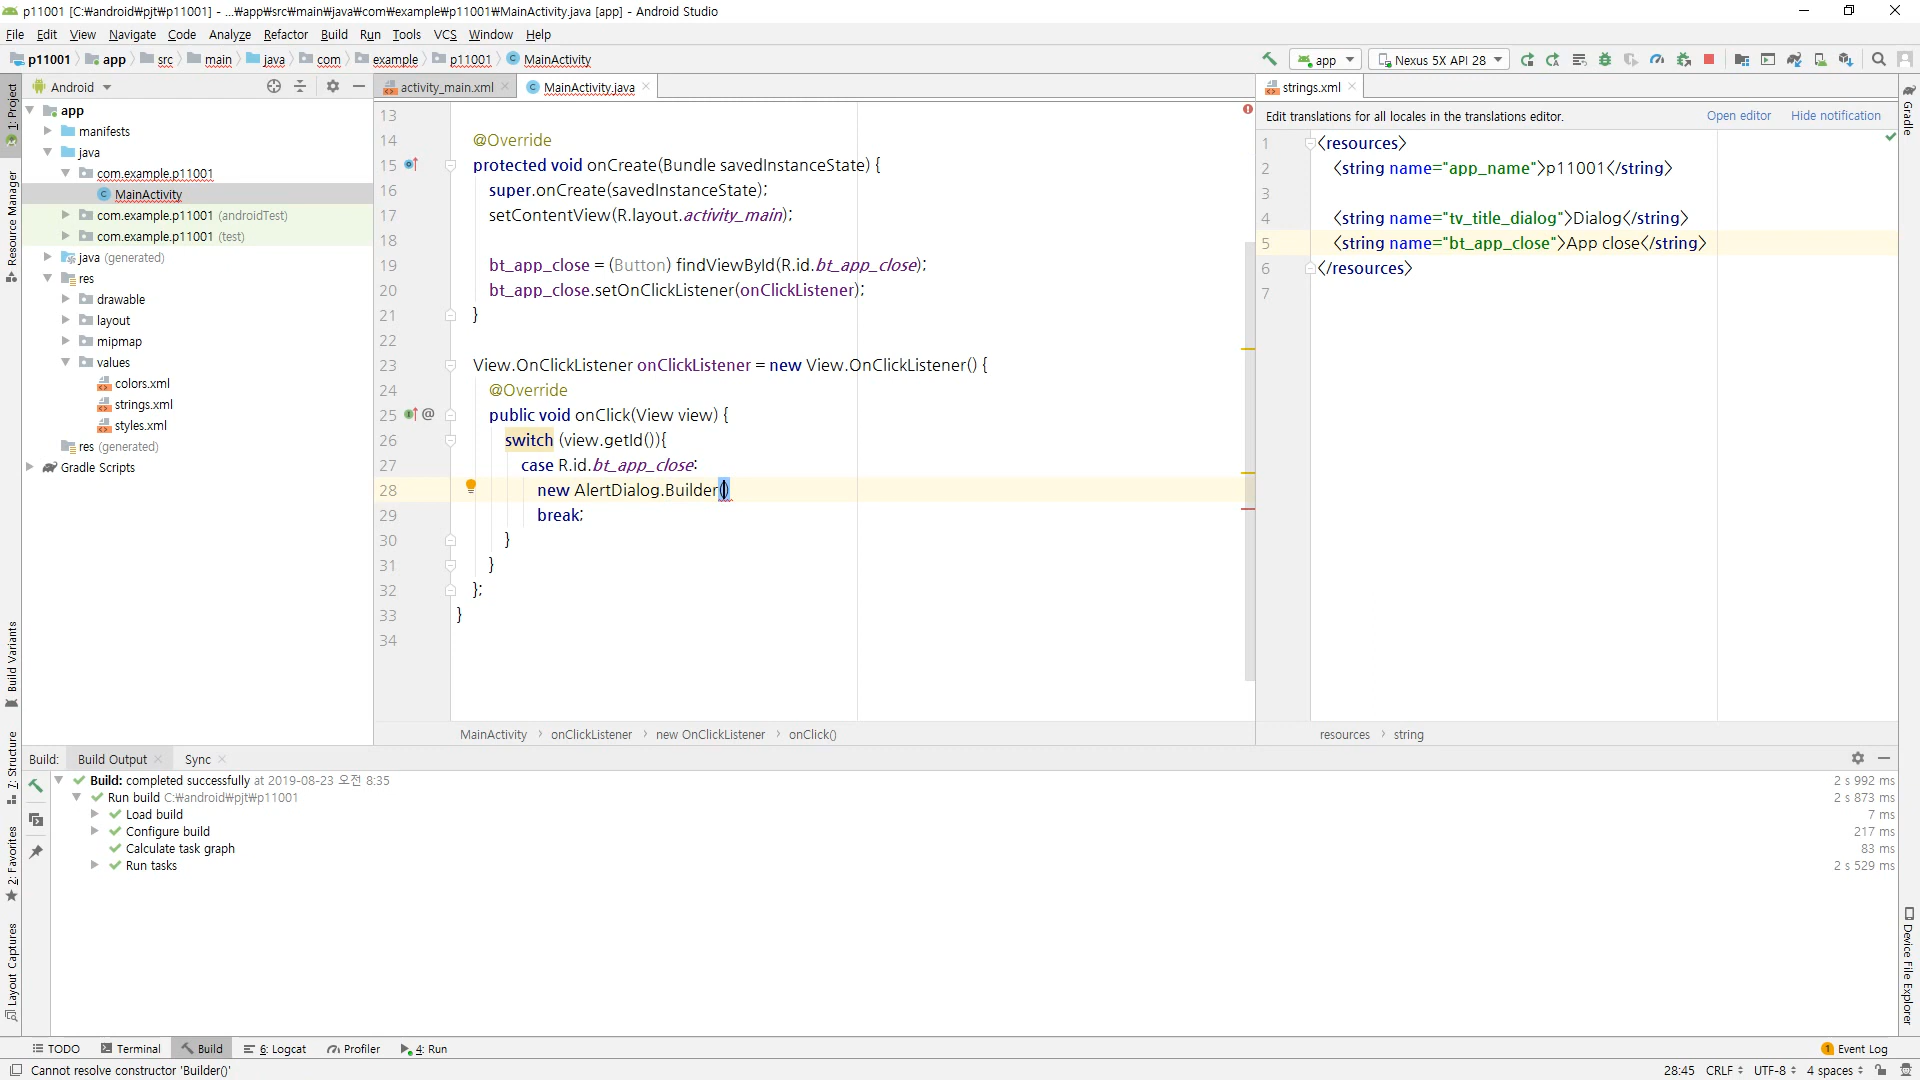 p11001 [C:₩android₩pjt₩p11001] - ...₩app₩src₩main₩java₩com₩example₩p11001₩MainActivity.java [app] - Android Studio
File Edit View Navigate Code Analyze Refactor Build Run Tools VCS Window Help
p11001 app src main java com example p11001 MainActivity
app Nexus 5X API 28
1: Project
Resource Manager
Build Variants
7: Structure
2: Favorites
Layout Captures
Android
app
manifests
java
com.example.p11001
MainActivity
com.example.p11001 (androidTest)
com.example.p11001 (test)
java (generated)
res
drawable
layout
mipmap
values
colors.xml
strings.xml
styles.xml
res (generated)
Gradle Scripts
activity_main.xml MainActivity.java
13
14 @Override
15 protected void onCreate(Bundle savedInstanceState) {
16 super.onCreate(savedInstanceState);
17 setContentView(R.layout.activity_main);
18
19 bt_app_close = (Button) findViewById(R.id.bt_app_close);
20 bt_app_close.setOnClickListener(onClickListener);
21 }
22
23 View.OnClickListener onClickListener = new View.OnClickListener() {
24 @Override
25 public void onClick(View view) {
26 switch (view.getId()){
27 case R.id.bt_app_close:
28 new AlertDialog.Builder()
29 break;
30 }
31 }
32 };
33 }
34
MainActivity › onClickListener › new OnClickListener › onClick()
strings.xml
Edit translations for all locales in the translations editor. Open editor Hide notification
1 <resources>
2 <string name="app_name">p11001</string>
3
4 <string name="tv_title_dialog">Dialog</string>
5 <string name="bt_app_close">App close</string>
6 </resources>
7
resources › string
Gradle
Device File Explorer
Build: Build Output Sync
Build: completed successfully at 2019-08-23 오전 8:35 2 s 992 ms
Run build C:₩android₩pjt₩p11001 2 s 873 ms
Load build 7 ms
Configure build 217 ms
Calculate task graph 83 ms
Run tasks 2 s 529 ms
TODO Terminal Build 6: Logcat Profiler 4: Run 1 Event Log
Cannot resolve constructor 'Builder()' 28:45 CRLF UTF-8 4 spaces